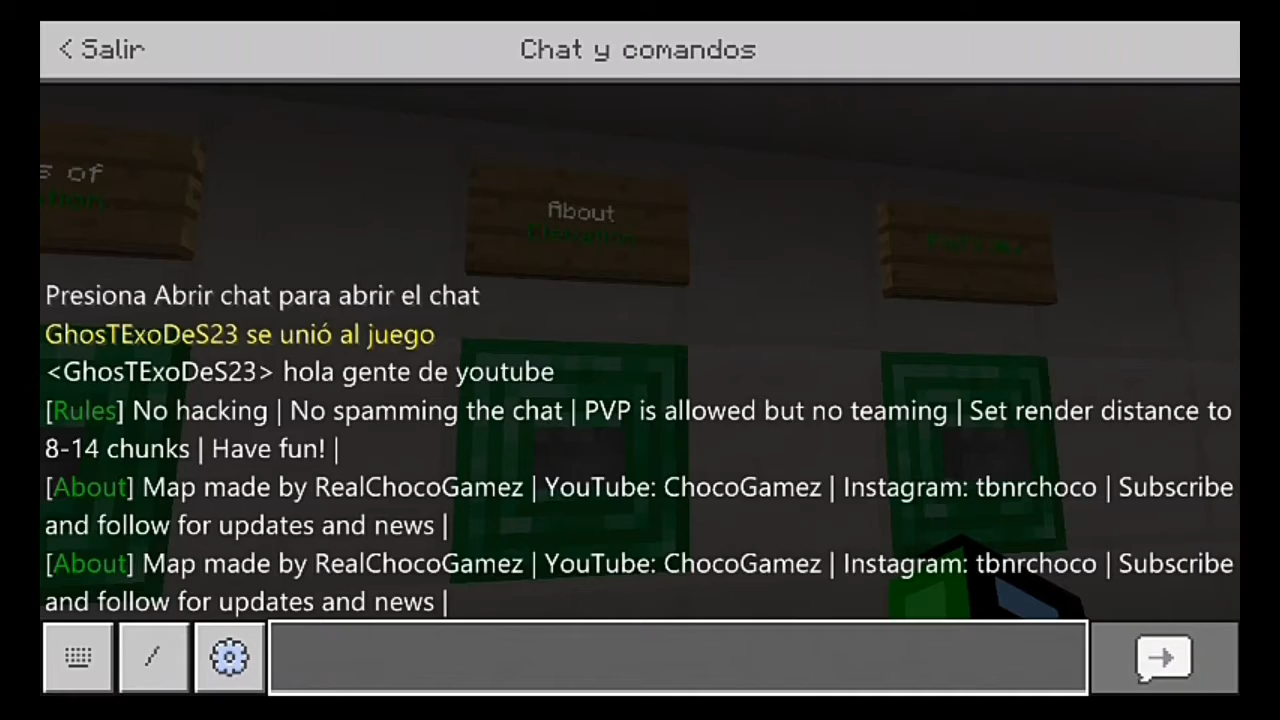 < Salir
Chat y comandos
s of
About
Elevation
Presiona Abrir chat para abrir el chat
GhosTExoDeS23 se unió al juego
<GhosTExoDeS23> hola gente de youtube
[Rules] No hacking | No spamming the chat | PVP is allowed but no teaming | Set render distance to
8-14 chunks | Have fun! |
[About] Map made by RealChocoGamez | YouTube: ChocoGamez | Instagram: tbnrchoco | Subscribe
and follow for updates and news |
[About] Map made by RealChocoGamez | YouTube: ChocoGamez | Instagram: tbnrchoco | Subscribe
and follow for updates and news |
/